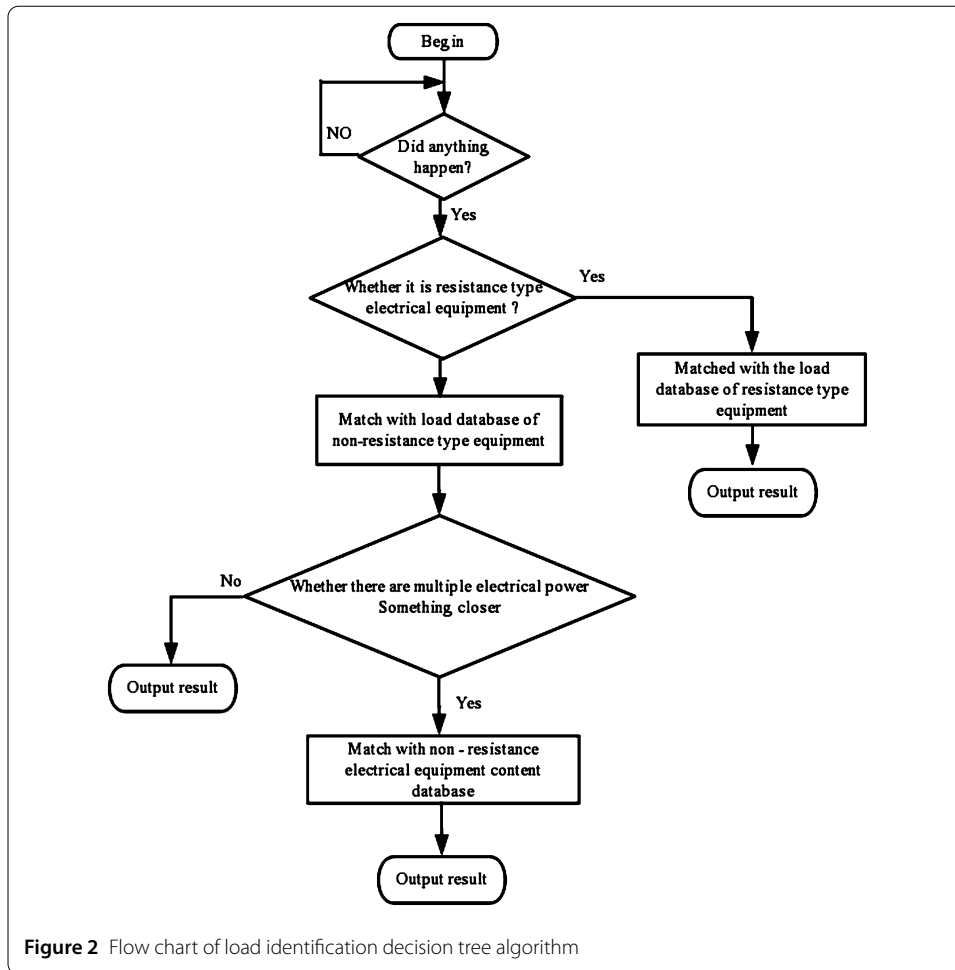 Begin
NO
Did anything
happen?
Yes
Whether it is resistance type
electrical equipment ?
Yes
Matched with the load
database of resistance type
equipment
Match with load database of
non-resistance type equipment
Output result
No
Whether there are multiple electrical power
Something closer
Output result
Yes
Match with non - resistance
electrical equipment content
database
Output result
Figure 2 Flow chart of load identification decision tree algorithm